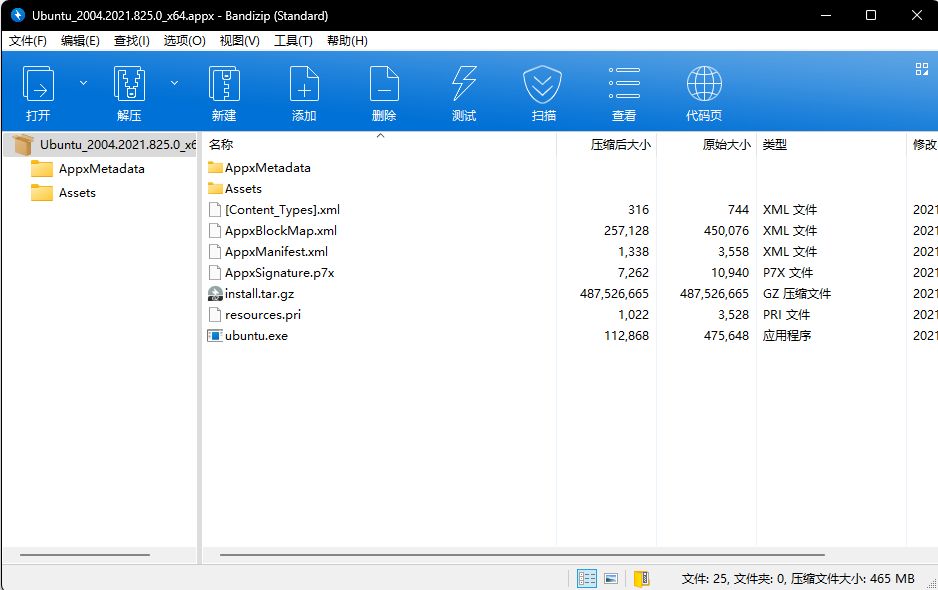 Ubuntu_2004.2021.825.0_x64.appx - Bandizip (Standard)
文件(F) 编辑(E) 查找(I) 选项(O) 视图(V) 工具(T) 帮助(H)
打开 解压 新建 添加 删除 测试 扫描 查看 代码页
Ubuntu_2004.2021.825.0_x6
AppxMetadata
Assets
名称 压缩后大小 原始大小 类型 修改
AppxMetadata
Assets
[Content_Types].xml 316 744 XML 文件 2021
AppxBlockMap.xml 257,128 450,076 XML 文件 2021
AppxManifest.xml 1,338 3,558 XML 文件 2021
AppxSignature.p7x 7,262 10,940 P7X 文件 2021
install.tar.gz 487,526,665 487,526,665 GZ 压缩文件 2021
resources.pri 1,022 3,528 PRI 文件 2021
ubuntu.exe 112,868 475,648 应用程序 2021
文件: 25, 文件夹: 0, 压缩文件大小: 465 MB